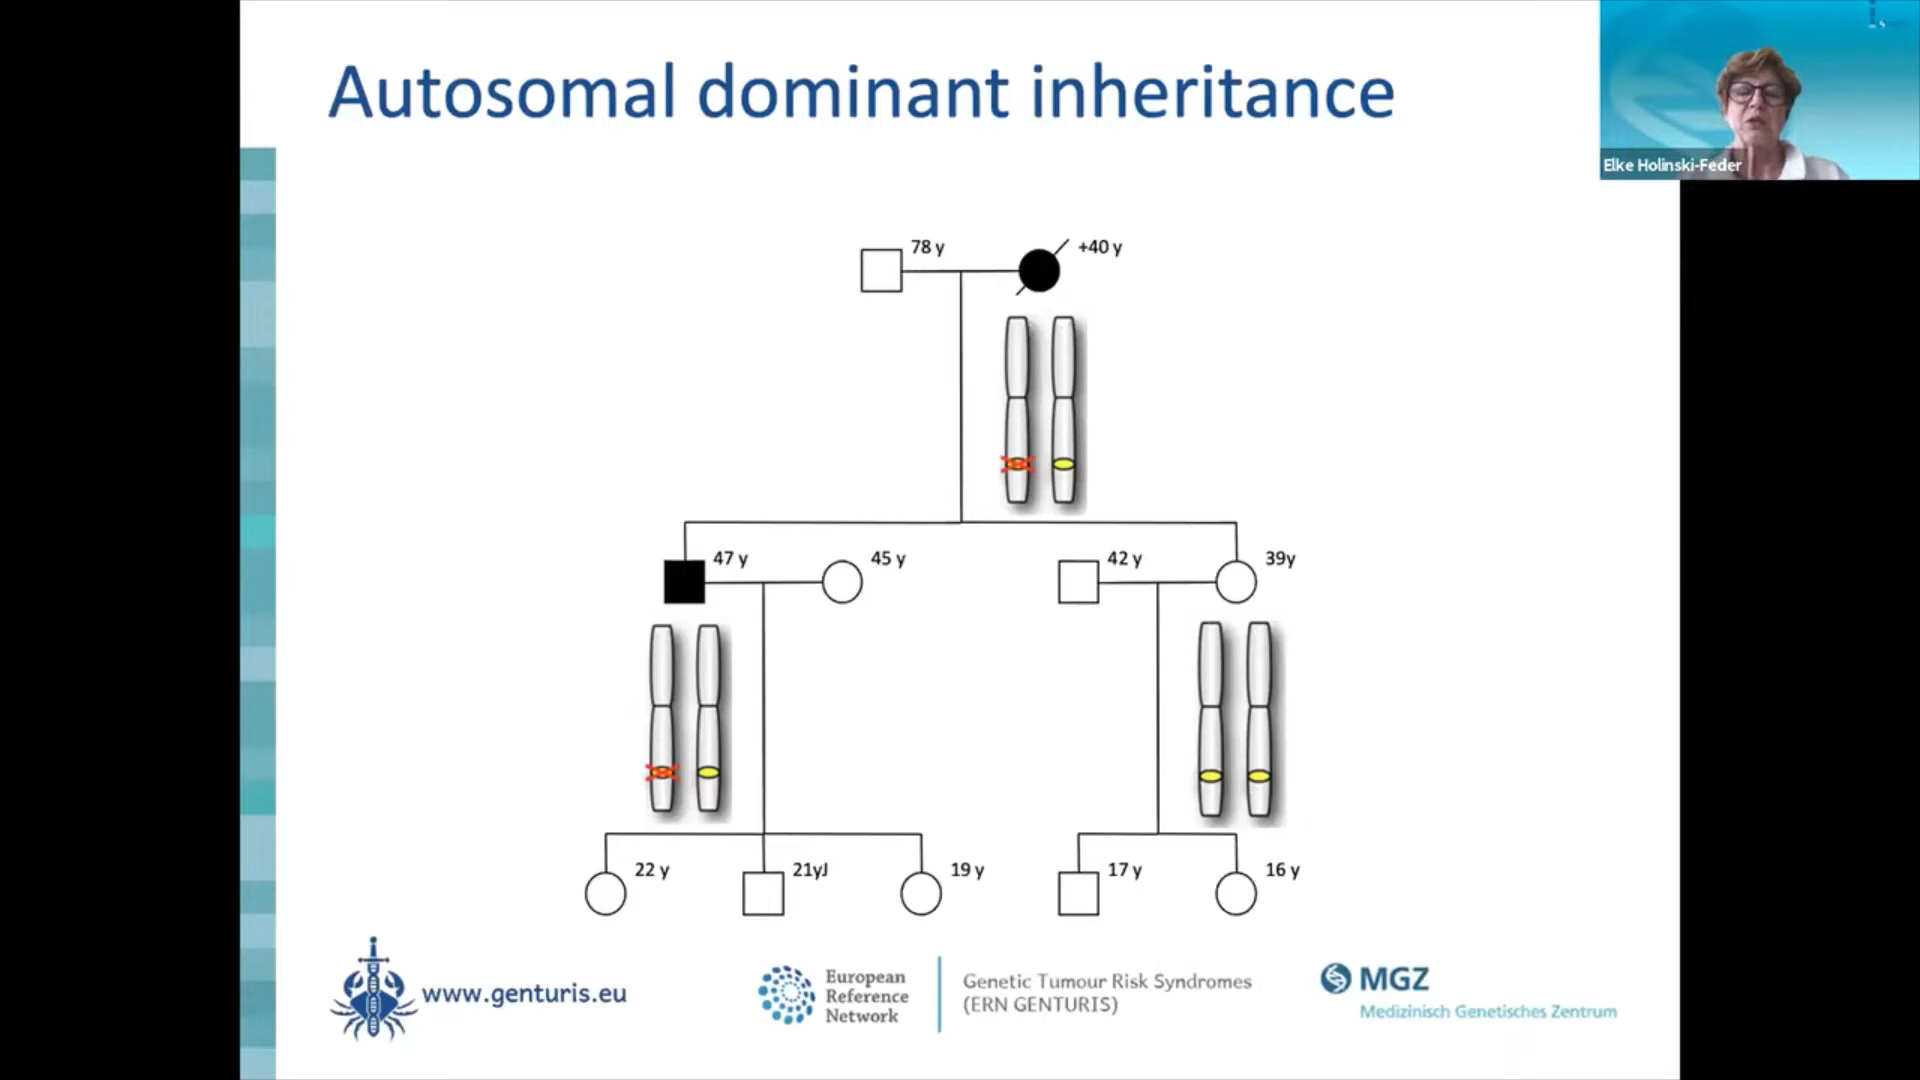 Autosomal dominant inheritance
Elke Holinski-Feder
78 y
+40 y
47 y
45 y
42 y
39y
22 y
21yJ
19 y
17 y
16 y
www.genturis.eu
European
Reference
Network
Genetic Tumour Risk Syndromes
(ERN GENTURIS)
MGZ
Medizinisch Genetisches Zentrum